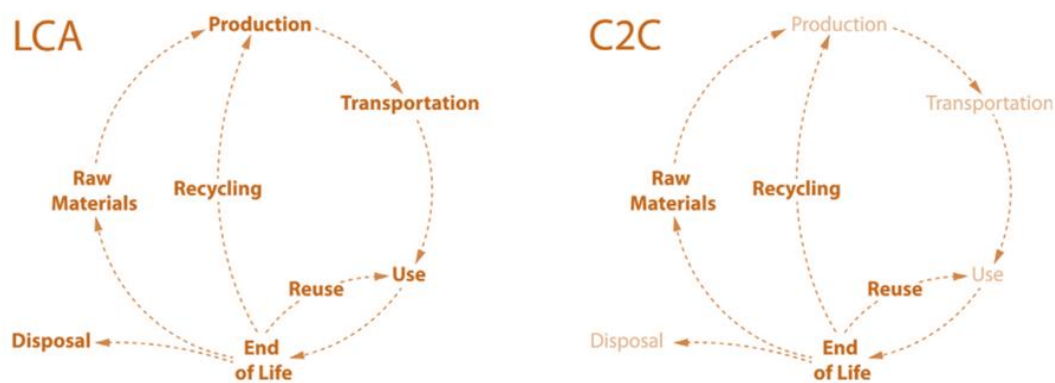 LCA
Production
Transportation
Raw
Materials
Recycling
Use
Reuse
Disposal
End
of Life
C2C
Production
Transportation
Raw
Materials
Recycling
Use
Reuse
Disposal
End
of Life